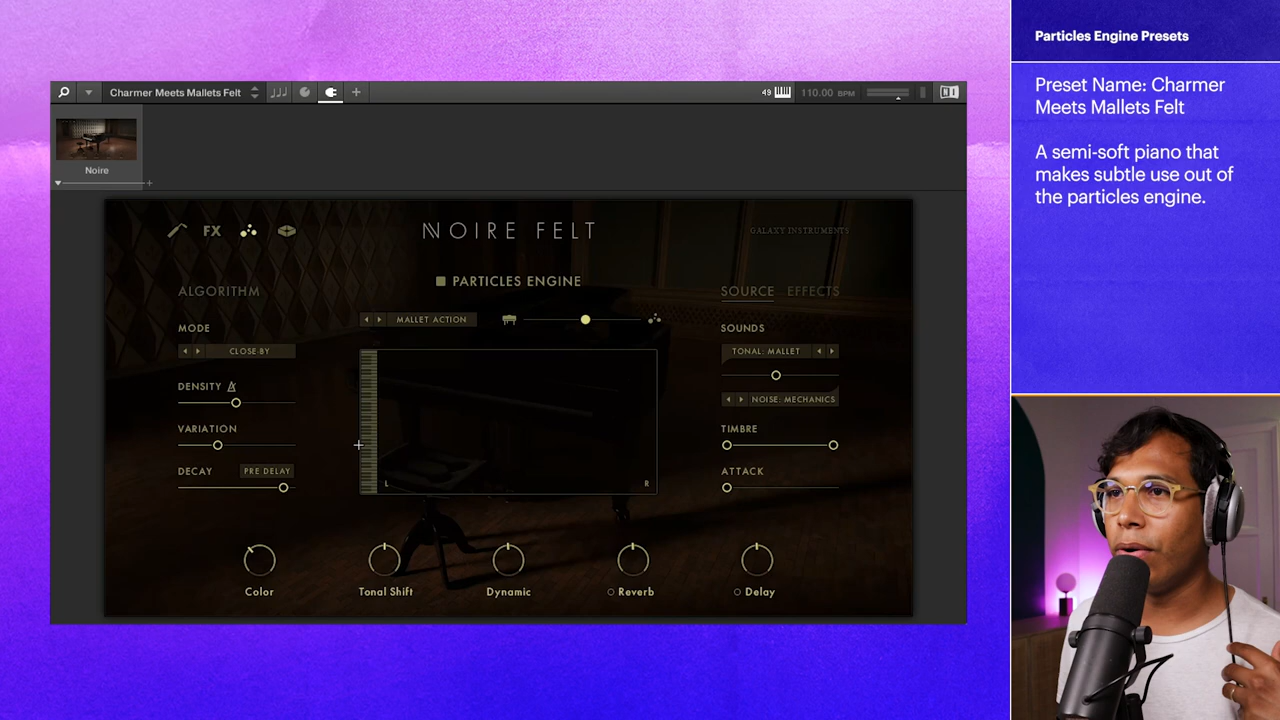 Charmer Meets Mallets Felt
49
110.00 BPM
Noire
FX
NOIRE FELT
GALAXY INSTRUMENTS
PARTICLES ENGINE
ALGORITHM
SOURCE EFFECTS
MALLET ACTION
MODE
CLOSE-BY
SOUNDS
TONAL: MALLET
DENSITY
NOISE: MECHANICS
VARIATION
TIMBRE
DECAY
PRE DELAY
ATTACK
L
R
Color
Tonal Shift
Dynamic
Reverb
Delay
Particles Engine Presets
Preset Name: Charmer
Meets Mallets Felt
A semi-soft piano that
makes subtle use out of
the particles engine.